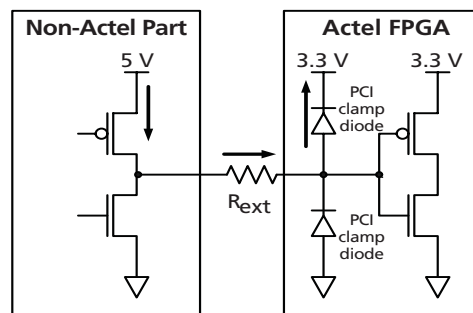 Non-Actel Part
5 V
Rext
Actel FPGA
3.3 V
3.3 V
PCI
clamp
diode
PCI
clamp
diode